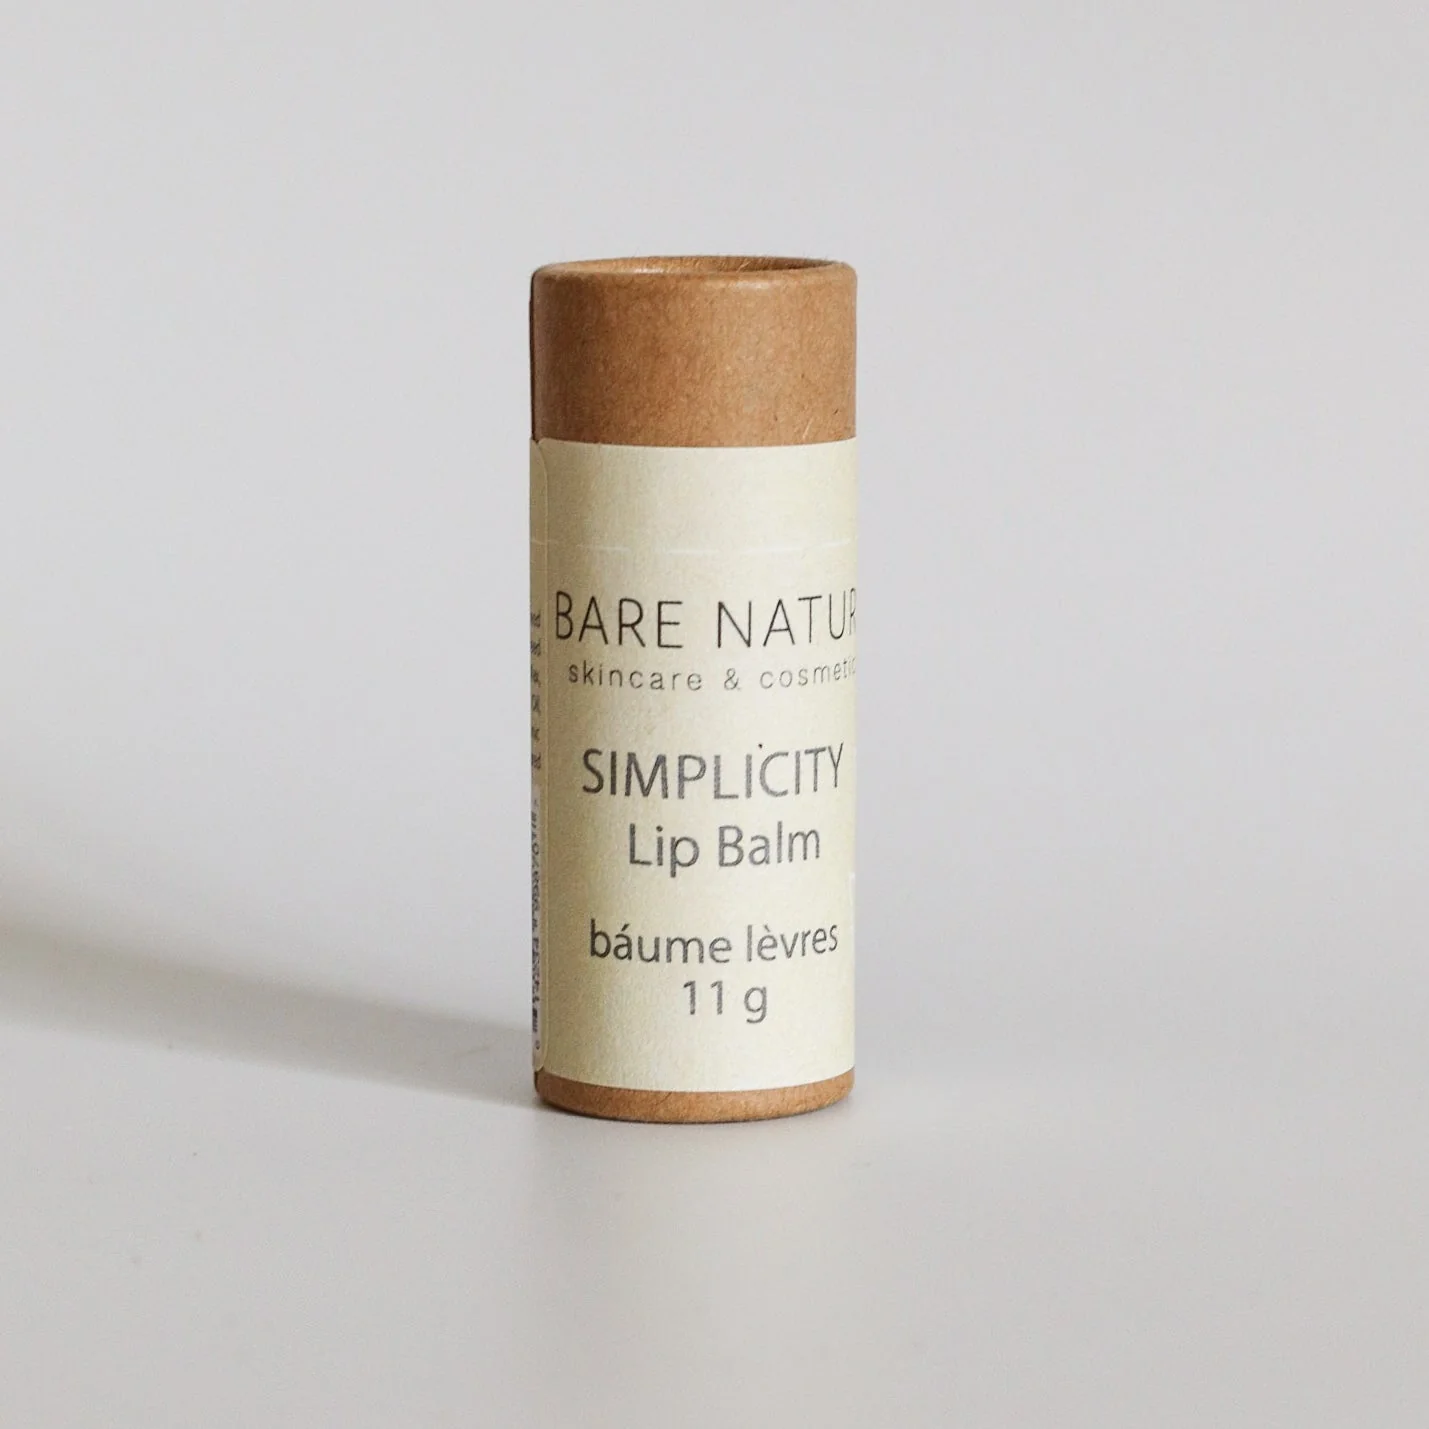 BARE NATUR
skincare & cosmetic
SIMPLICITY
Lip Balm
báume lèvres
11 g